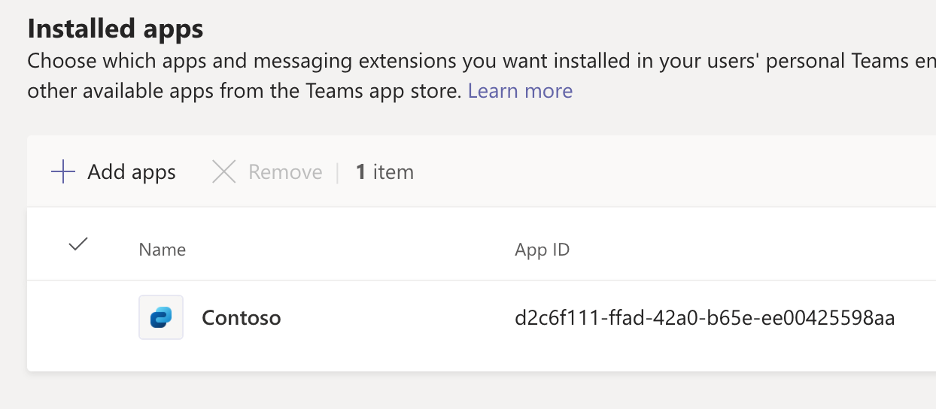 Installed apps
Choose which apps and messaging extensions you want installed in your users' personal Teams en
other available apps from the Teams app store. Learn more
Add apps Remove 1 item
Name App ID
Contoso d2c6f111-ffad-42a0-b65e-ee00425598aa